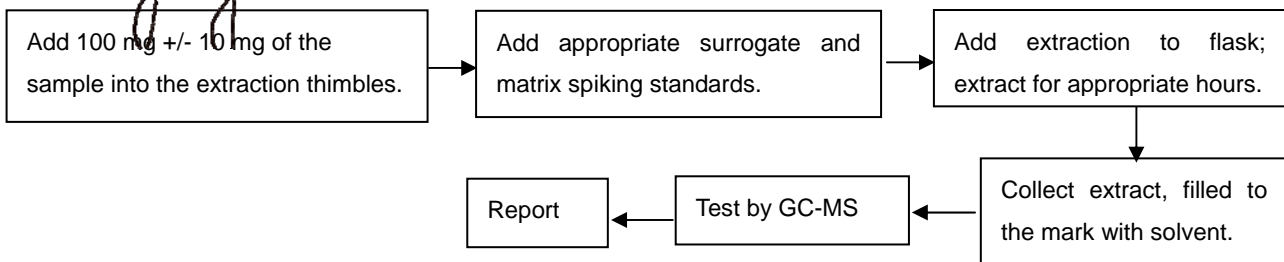 Add 100 mg +/- 10 mg of the
sample into the extraction thimbles.
Add appropriate surrogate and
matrix spiking standards.
Add extraction to flask;
extract for appropriate hours.
Collect extract, filled to
the mark with solvent.
Test by GC-MS
Report